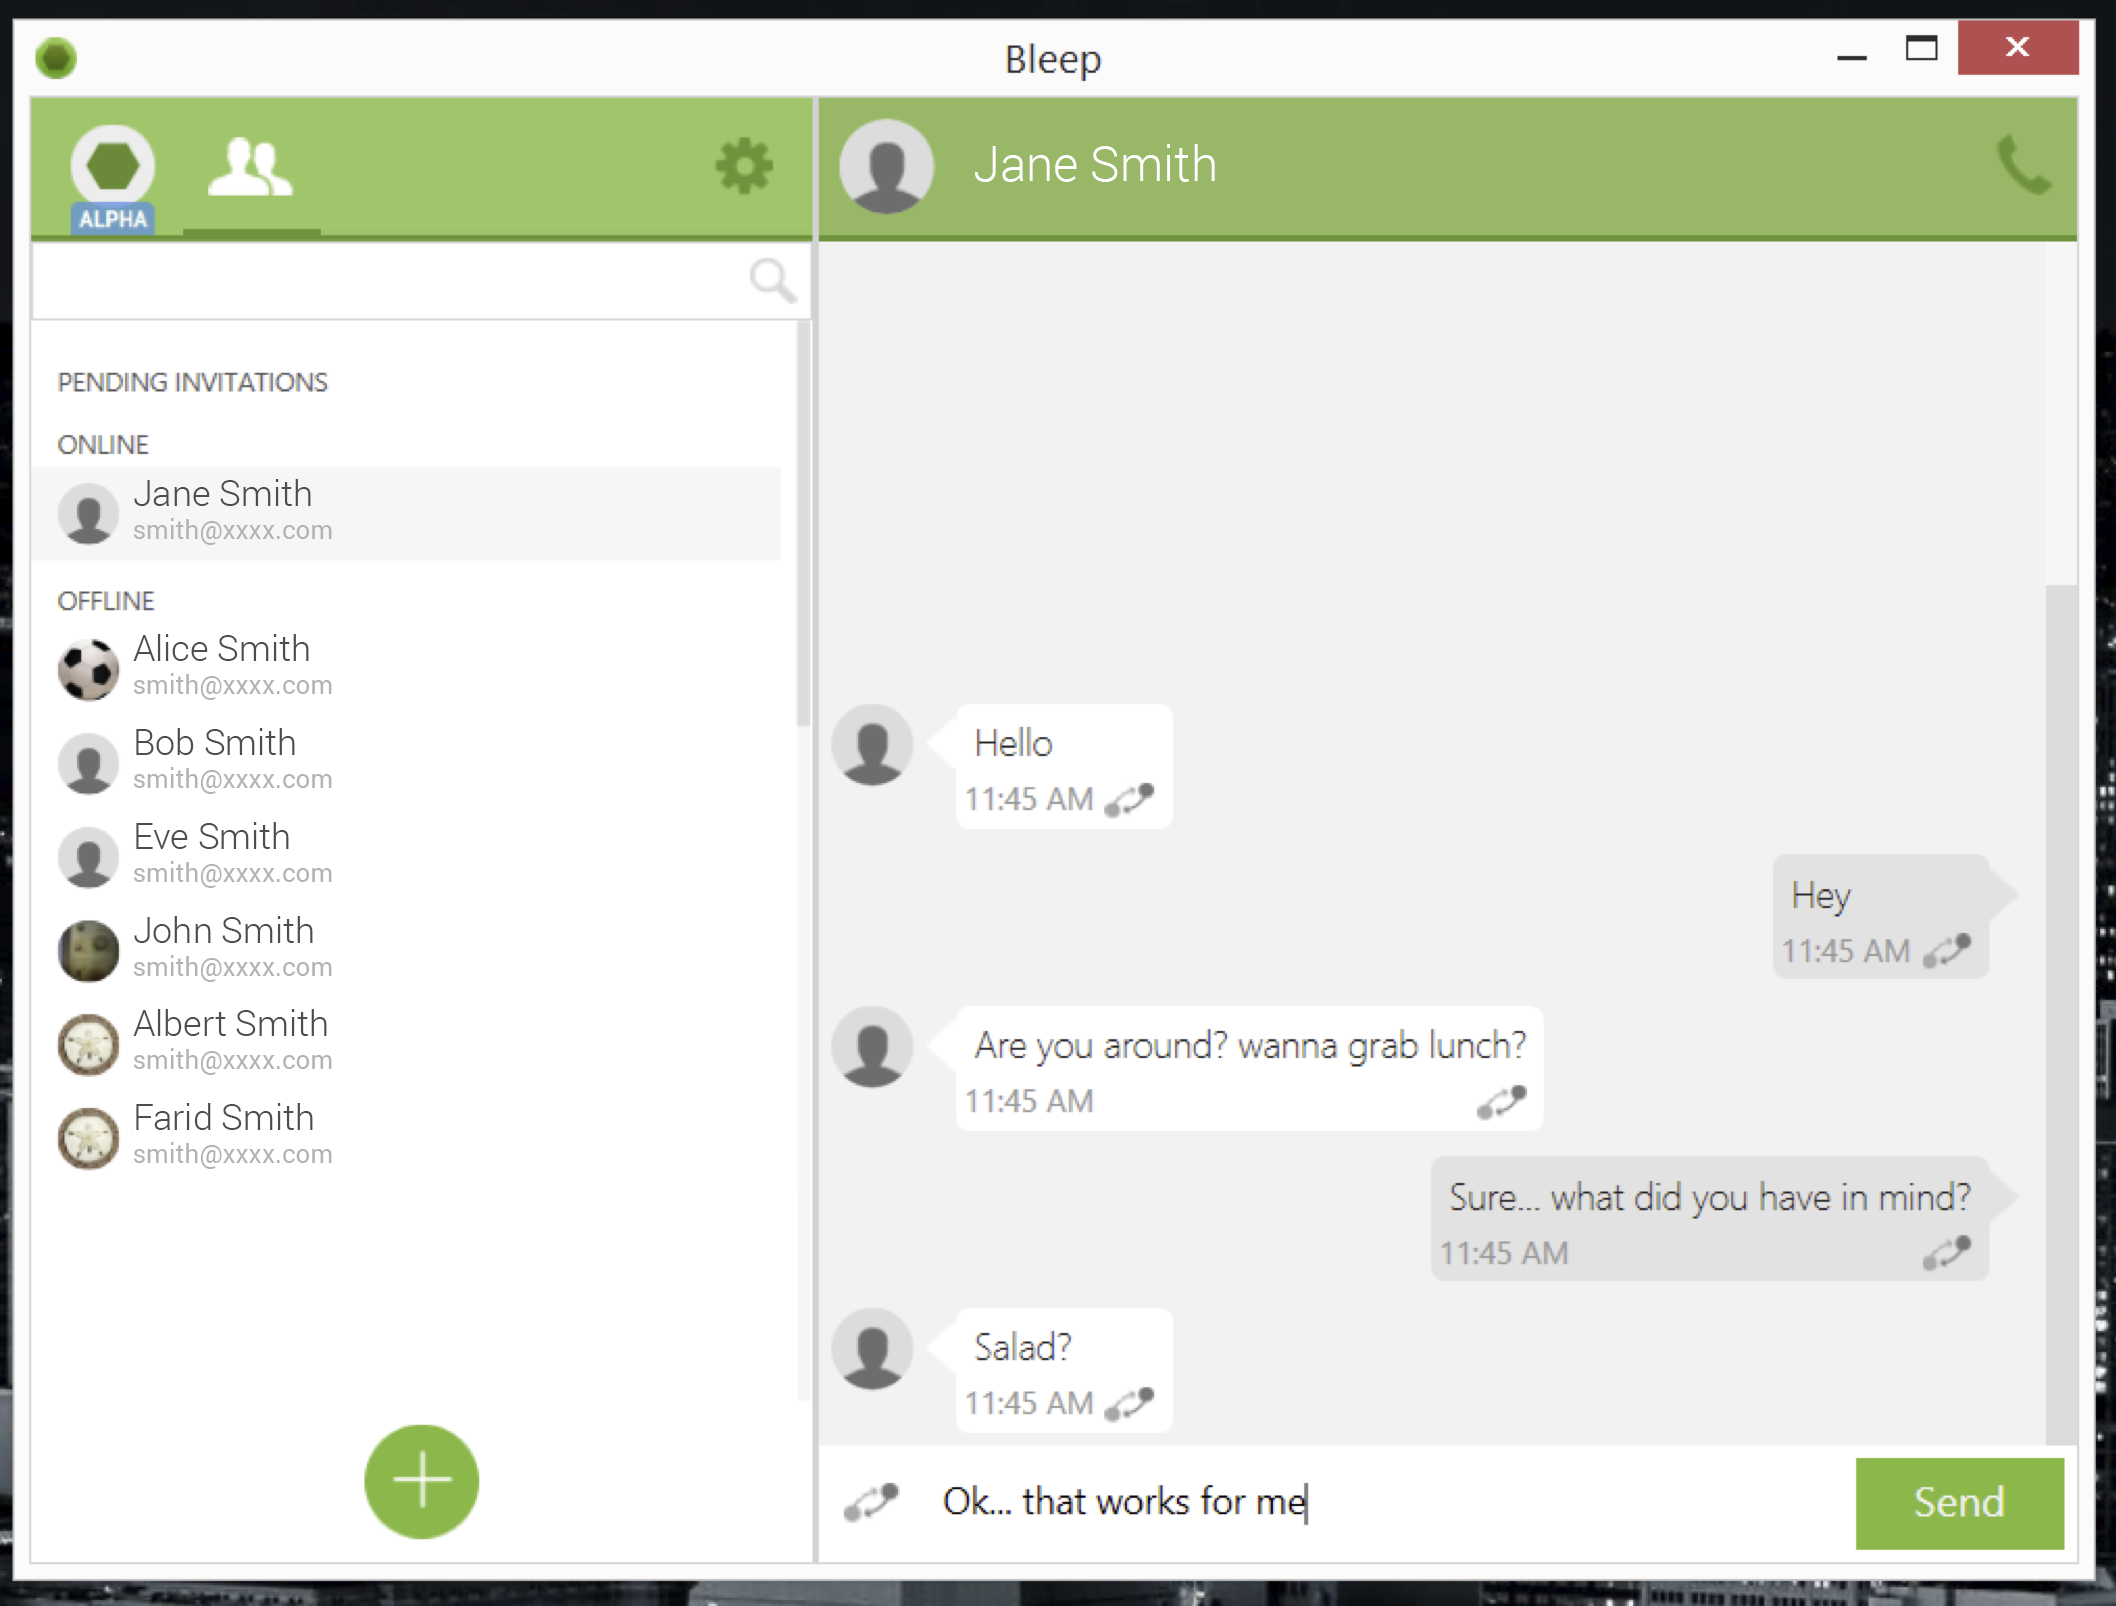 Bleep
ALPHA
Jane Smith
PENDING INVITATIONS
ONLINE
Jane Smith
smith@xxxx.com
OFFLINE
Alice Smith
smith@xxxx.com
Bob Smith
smith@xxxx.com
Eve Smith
smith@xxxx.com
John Smith
smith@xxxx.com
Albert Smith
smith@xxxx.com
Farid Smith
smith@xxxx.com
Hello
11:45 AM
Hey
11:45 AM
Are you around? wanna grab lunch?
11:45 AM
Sure... what did you have in mind?
11:45 AM
Salad?
11:45 AM
Ok... that works for me
Send